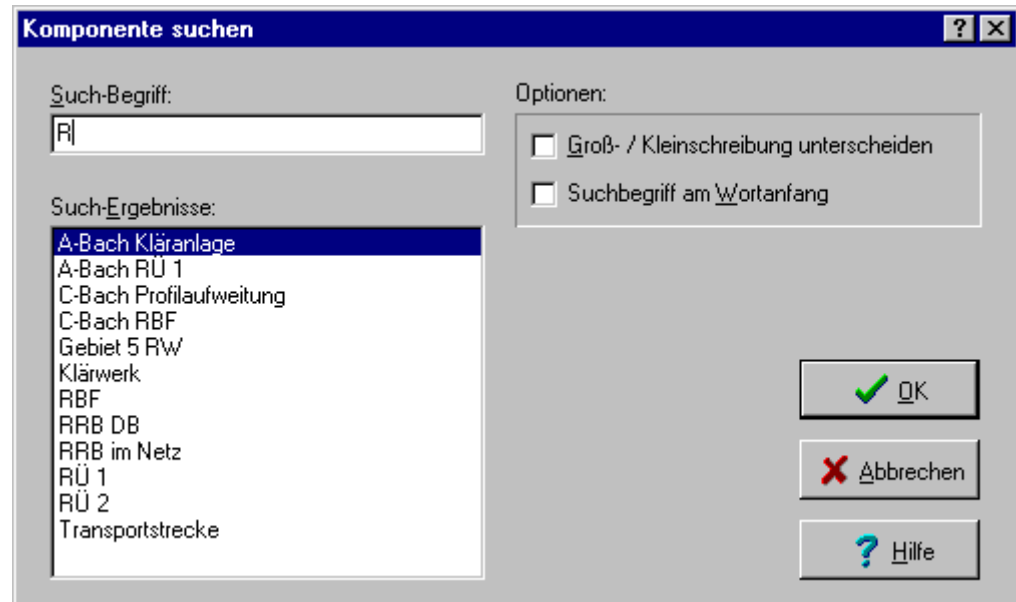 Komponente suchen
Such-Begriff:
R
Such-Ergebnisse:
A-Bach Kläranlage
A-Bach RÜ 1
C-Bach Profilaufweitung
C-Bach RBF
Gebiet 5 RW
Klärwerk
RBF
RRB DB
RRB im Netz
RÜ 1
RÜ 2
Transportstrecke
Optionen:
Groß- / Kleinschreibung unterscheiden
Suchbegriff am Wortanfang
OK
Abbrechen
Hilfe